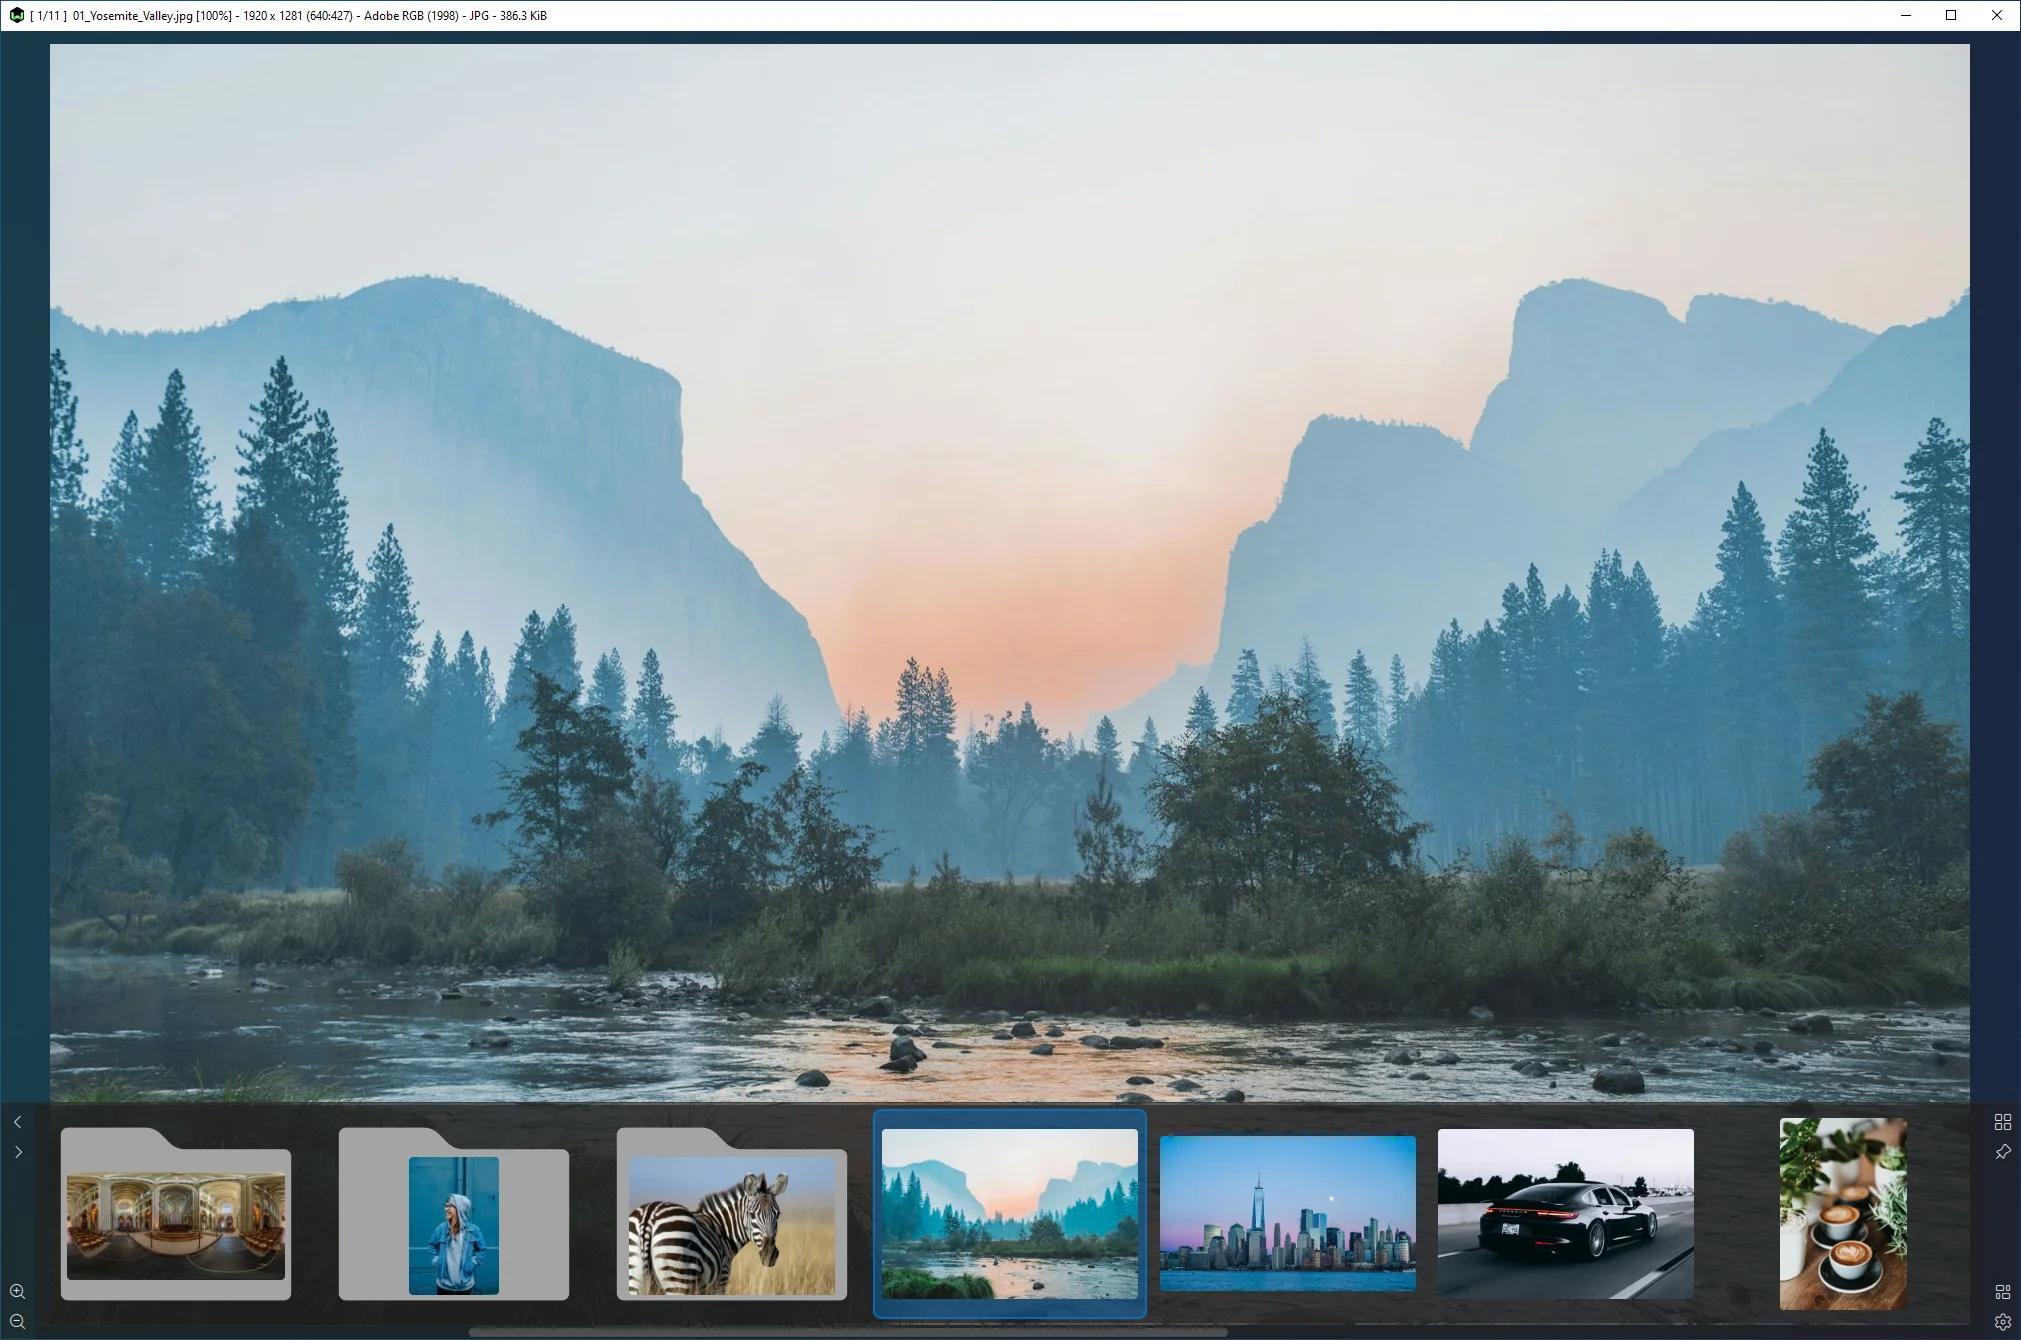 [ 1/11 ] 01_Yosemite_Valley.jpg [100%] - 1920 x 1281 (640:427) - Adobe RGB (1998) - JPG - 386.3 KiB